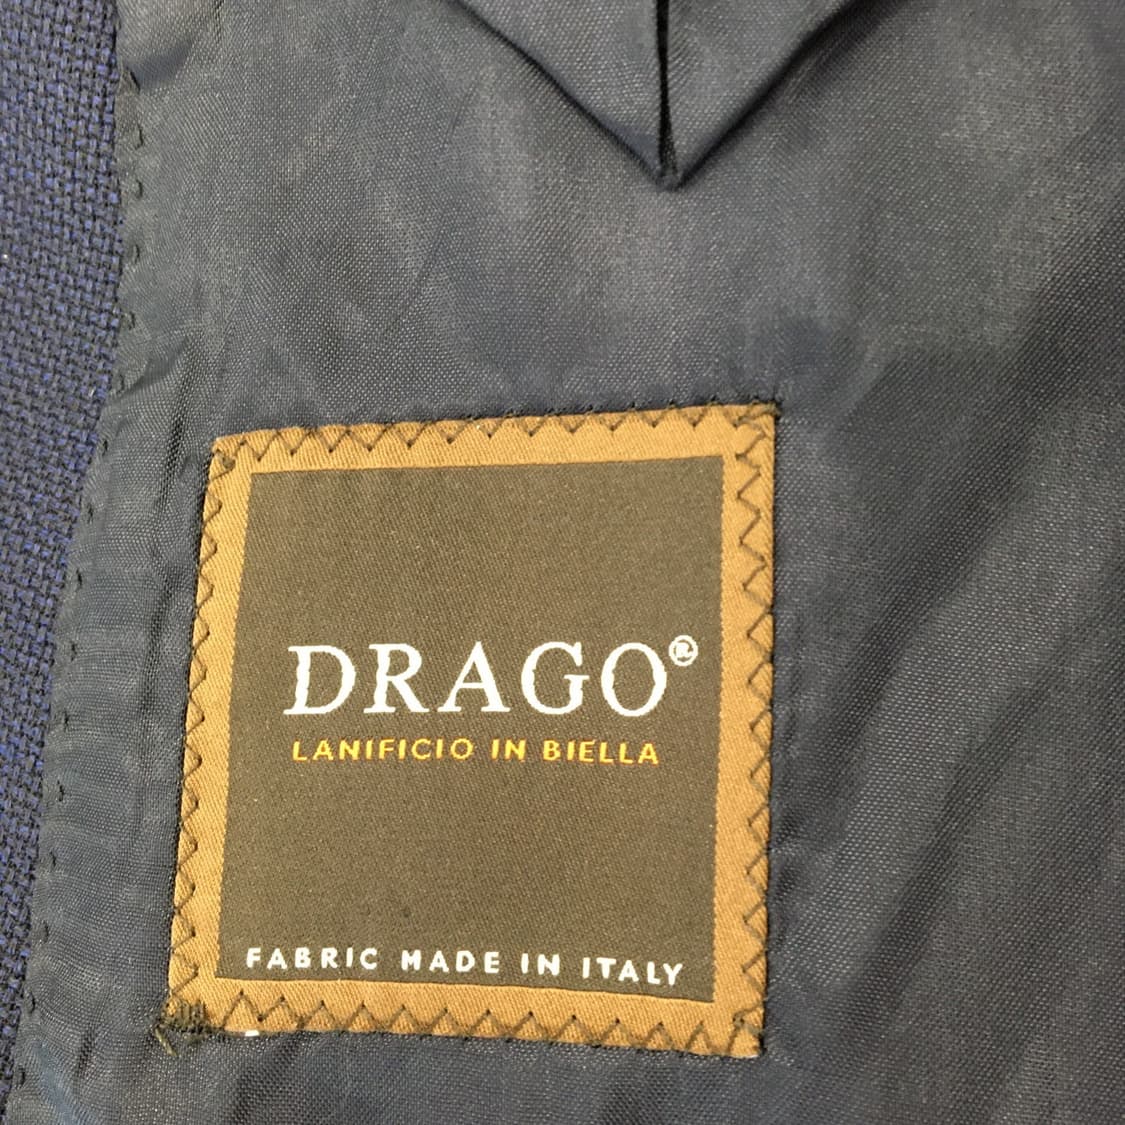 DRAGO®
LANIFICIO IN BIELLA
FABRIC MADE IN ITALY